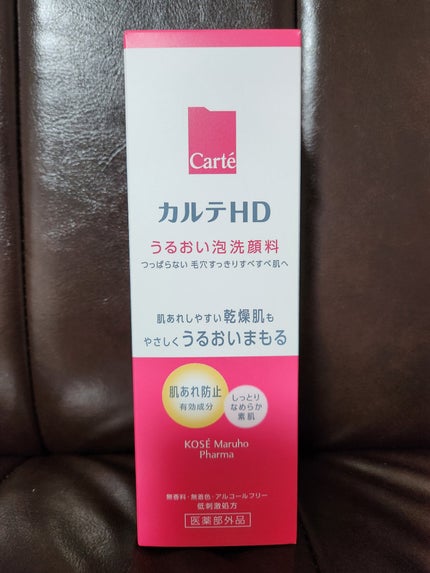 Carté
カルテHD
うるおい泡洗顔料
つっぱらない 毛穴すっきりすべすべ肌へ
肌あれしやすい乾燥肌も
やさしくうるおいまもる
肌あれ防止
有効成分
しっとり
なめらか
素肌
KOSÉ Maruho
Pharma
無香料・無着色・アルコールフリー
低刺激処方
医薬部外品